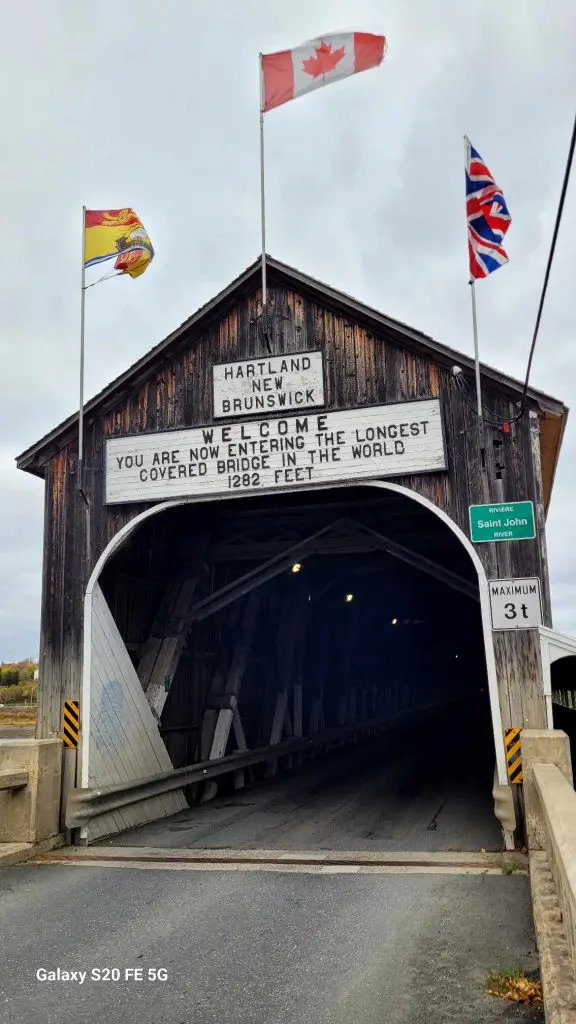 HARTLAND
NEW
BRUNSWICK
WELCOME
YOU ARE NOW ENTERING THE LONGEST
COVERED BRIDGE IN THE WORLD
1282 FEET
RIVIÈRE
Saint John
RIVER
MAXIMUM
3t
Galaxy S20 FE 5G